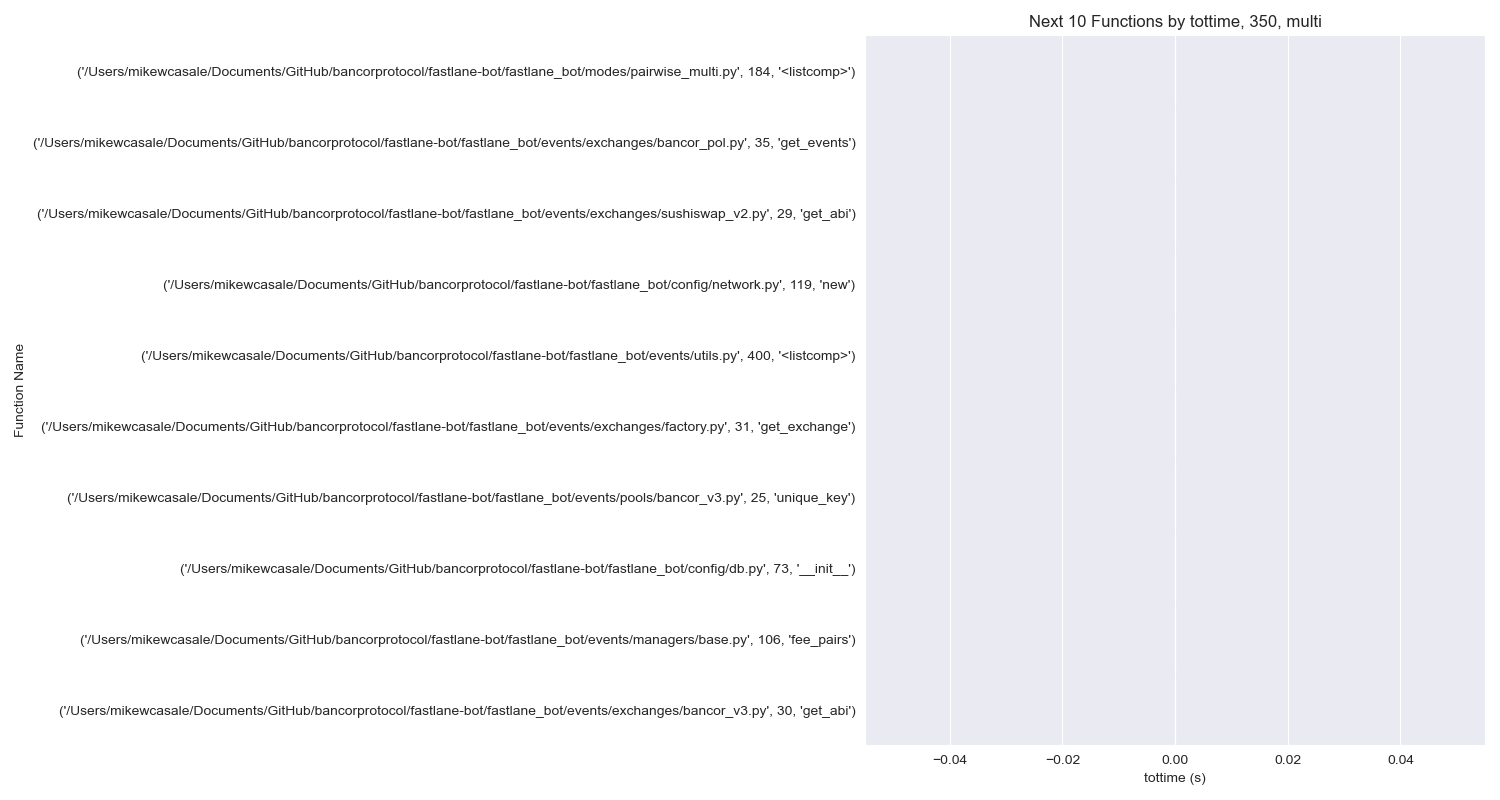 Next 10 Functions by tottime, 350, multi
('/Users/mikewcasale/Documents/GitHub/bancorprotocol/fastlane-bot/fastlane_bot/modes/pairwise_multi.py', 184, '<listcomp>')
('/Users/mikewcasale/Documents/GitHub/bancorprotocol/fastlane-bot/fastlane_bot/events/exchanges/bancor_pol.py', 35, 'get_events')
('/Users/mikewcasale/Documents/GitHub/bancorprotocol/fastlane-bot/fastlane_bot/events/exchanges/sushiswap_v2.py', 29, 'get_abi')
('/Users/mikewcasale/Documents/GitHub/bancorprotocol/fastlane-bot/fastlane_bot/config/network.py', 119, 'new')
('/Users/mikewcasale/Documents/GitHub/bancorprotocol/fastlane-bot/fastlane_bot/events/utils.py', 400, '<listcomp>')
('/Users/mikewcasale/Documents/GitHub/bancorprotocol/fastlane-bot/fastlane_bot/events/exchanges/factory.py', 31, 'get_exchange')
('/Users/mikewcasale/Documents/GitHub/bancorprotocol/fastlane-bot/fastlane_bot/events/pools/bancor_v3.py', 25, 'unique_key')
('/Users/mikewcasale/Documents/GitHub/bancorprotocol/fastlane-bot/fastlane_bot/config/db.py', 73, '__init__')
('/Users/mikewcasale/Documents/GitHub/bancorprotocol/fastlane-bot/fastlane_bot/events/managers/base.py', 106, 'fee_pairs')
('/Users/mikewcasale/Documents/GitHub/bancorprotocol/fastlane-bot/fastlane_bot/events/exchanges/bancor_v3.py', 30, 'get_abi')
Function Name
−0.04 −0.02 0.00 0.02 0.04
tottime (s)